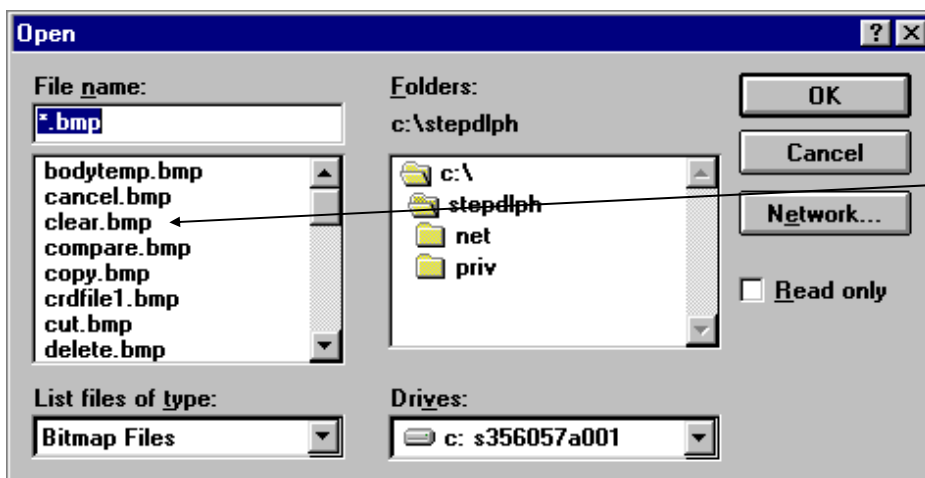 Open
File name:
*.bmp
bodytemp.bmp
cancel.bmp
clear.bmp
compare.bmp
copy.bmp
crdfile1.bmp
cut.bmp
delete.bmp
List files of type:
Bitmap Files
Folders:
c:\stepdlph
c:\
stepdlph
net
priv
Drives:
c: s356057a001
OK
Cancel
Network...
Read only